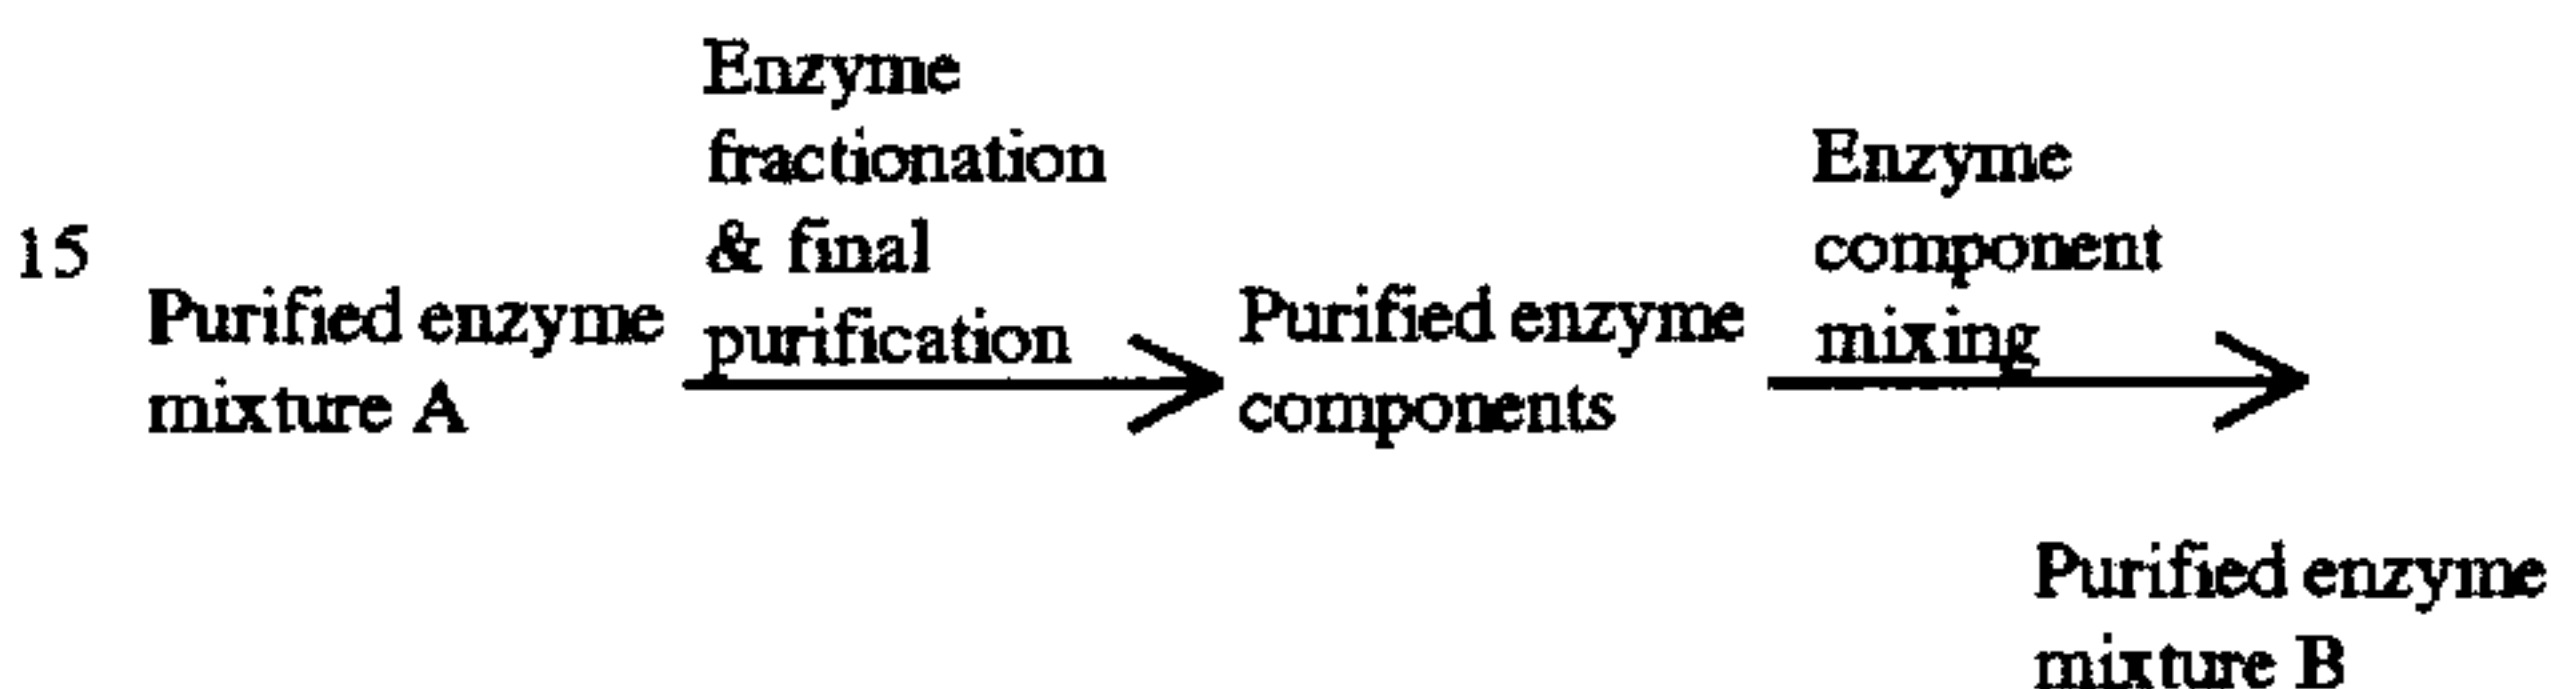 Enzyme
fractionation
& final
purification
Enzyme
component
mixing
15
Purified enzyme
mixture A
Purified enzyme
components
Purified enzyme
mixture B